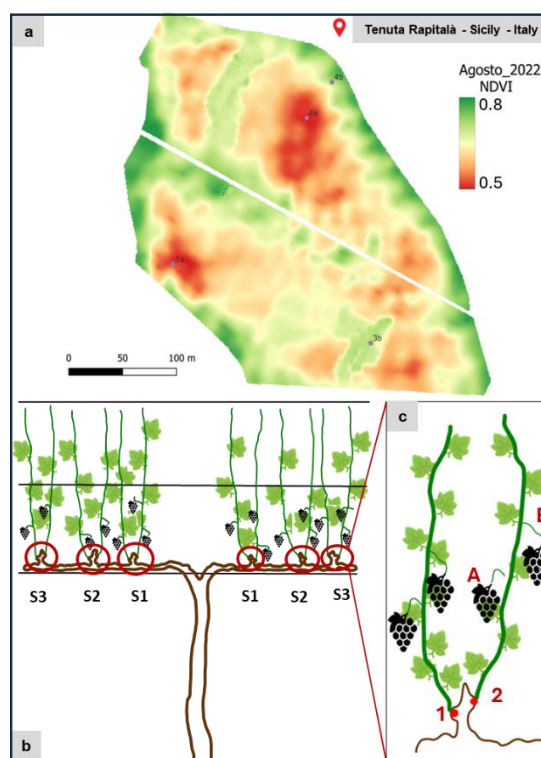 a
Tenuta Rapitalà - Sicily - Italy
Agosto_2022
NDVI
0.8
0.5
4b
4a
1a
3b
0 50 100 m
c
B
A
S3 S2 S1 S1 S2 S3
1 2
b